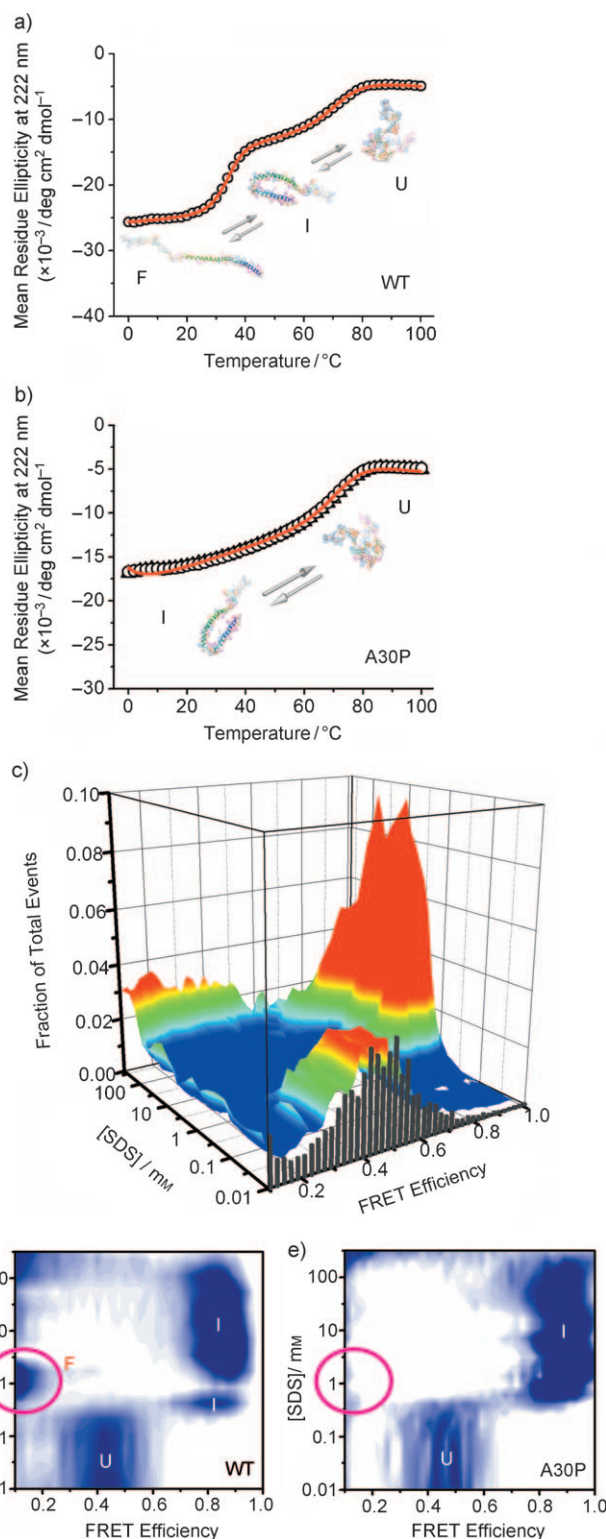 a)
0
−10
−20
−30
−40
Mean Residue Ellipticity at 222 nm
(×10⁻³ / deg cm² dmol⁻¹)
F
I
U
WT
0 20 40 60 80 100
Temperature / °C
b)
0
-5
−10
−15
−20
−25
−30
Mean Residue Ellipticity at 222 nm
(×10⁻³ / deg cm² dmol⁻¹)
I
U
A30P
0 20 40 60 80 100
Temperature / °C
c)
0.10
0.08
0.06
0.04
0.02
0.00
Fraction of Total Events
100
10
1
0.1
0.01
[SDS] / mM
0.2 0.4 0.6 0.8 1.0
FRET Efficiency
0
0
1
1
1
F
I
I
U
WT
0.2 0.4 0.6 0.8 1.0
FRET Efficiency
e)
100
10
1
0.1
0.01
[SDS]/ mM
I
U
A30P
0.2 0.4 0.6 0.8 1.0
FRET Efficiency